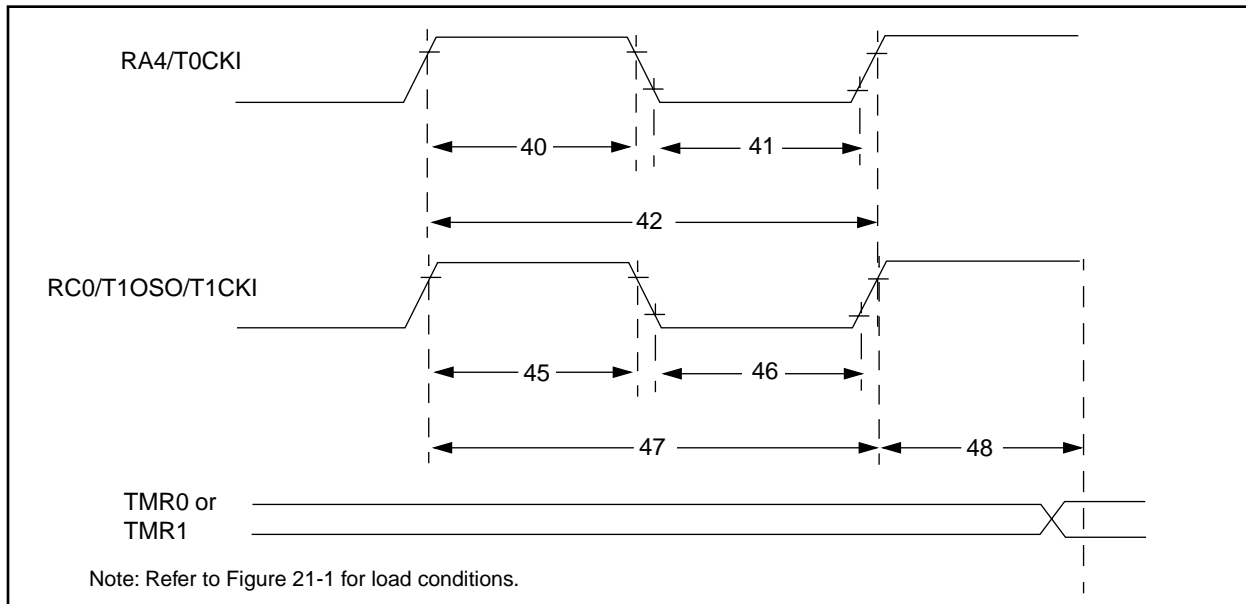 RA4/T0CKI
40
41
42
RC0/T1OSO/T1CKI
45
46
47
48
TMR0 or
TMR1
Note: Refer to Figure 21-1 for load conditions.